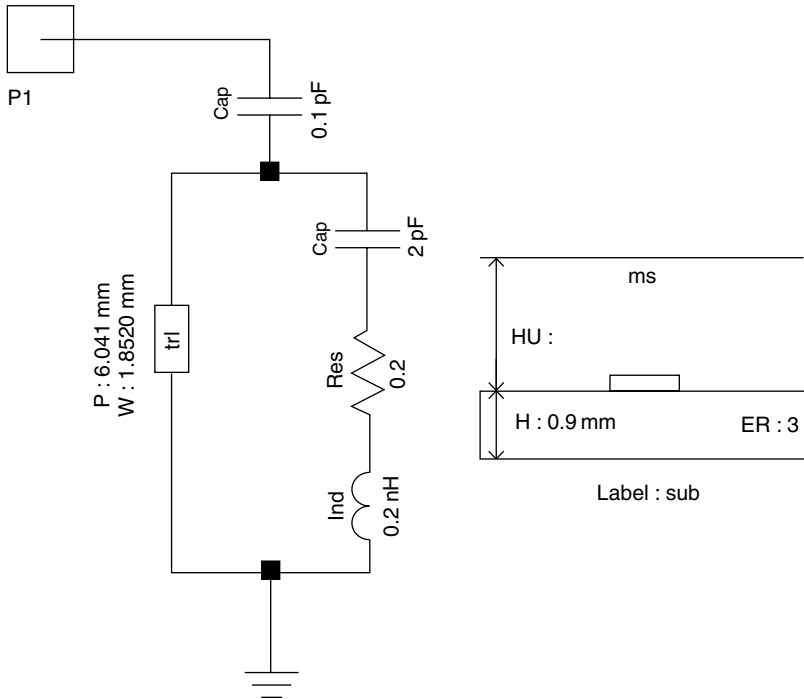 P1
Cap
0.1 pF
Cap
2 pF
P : 6.041 mm
W : 1.8520 mm
trl
Res
0.2
Ind
0.2 nH
ms
HU :
H : 0.9 mm
ER : 3
Label : sub